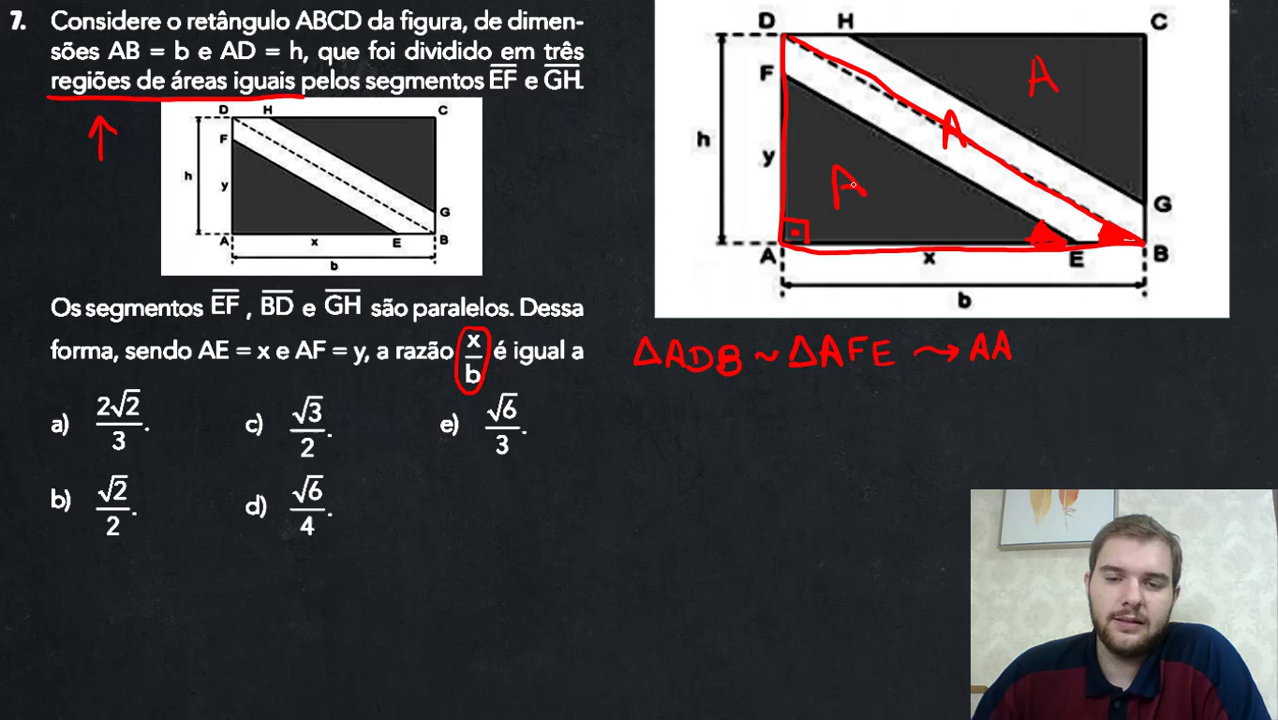 7. Considere o retângulo ABCD da figura, de dimen-
sões AB = b e AD = h, que foi dividido em três
regiões de áreas iguais pelos segmentos EF e GH.
D H C
F
h
y
G
A x E B
b
Os segmentos EF , BD e GH são paralelos. Dessa
forma, sendo AE = x e AF = y, a razão x/b é igual a
a) 2√2/3.
c) √3/2.
e) √6/3.
b) √2/2.
d) √6/4.
D H C
A
F
h
A
y
A
G
A x E B
b
ΔADB ~ ΔAFE → AA